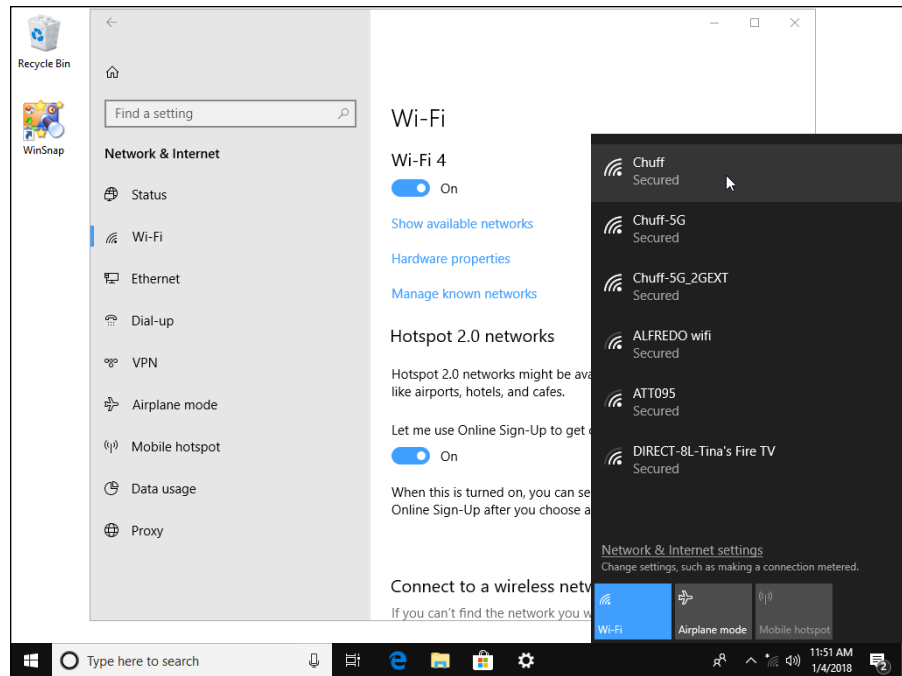 Recycle Bin
WinSnap
Find a setting
Network & Internet
Status
Wi-Fi
Ethernet
Dial-up
VPN
Airplane mode
Mobile hotspot
Data usage
Proxy
Wi-Fi
Wi-Fi 4
On
Show available networks
Hardware properties
Manage known networks
Hotspot 2.0 networks
Hotspot 2.0 networks might be
like airports, hotels, and cafes.
Let me use Online Sign-Up to get
On
When this is turned on, you can
Online Sign-Up after you choose
Connect to a wireless
If you can't find the network you
Chuff
Secured
Chuff-5G
Secured
Chuff-5G_2GEXT
Secured
ALFREDO wifi
Secured
ATT095
Secured
DIRECT-8L-Tina's Fire TV
Secured
Network & Internet settings
Change settings, such as making a connection metered.
Wi-Fi
Airplane mode
Mobile hotspot
Type here to search
11:51 AM
1/4/2018
2